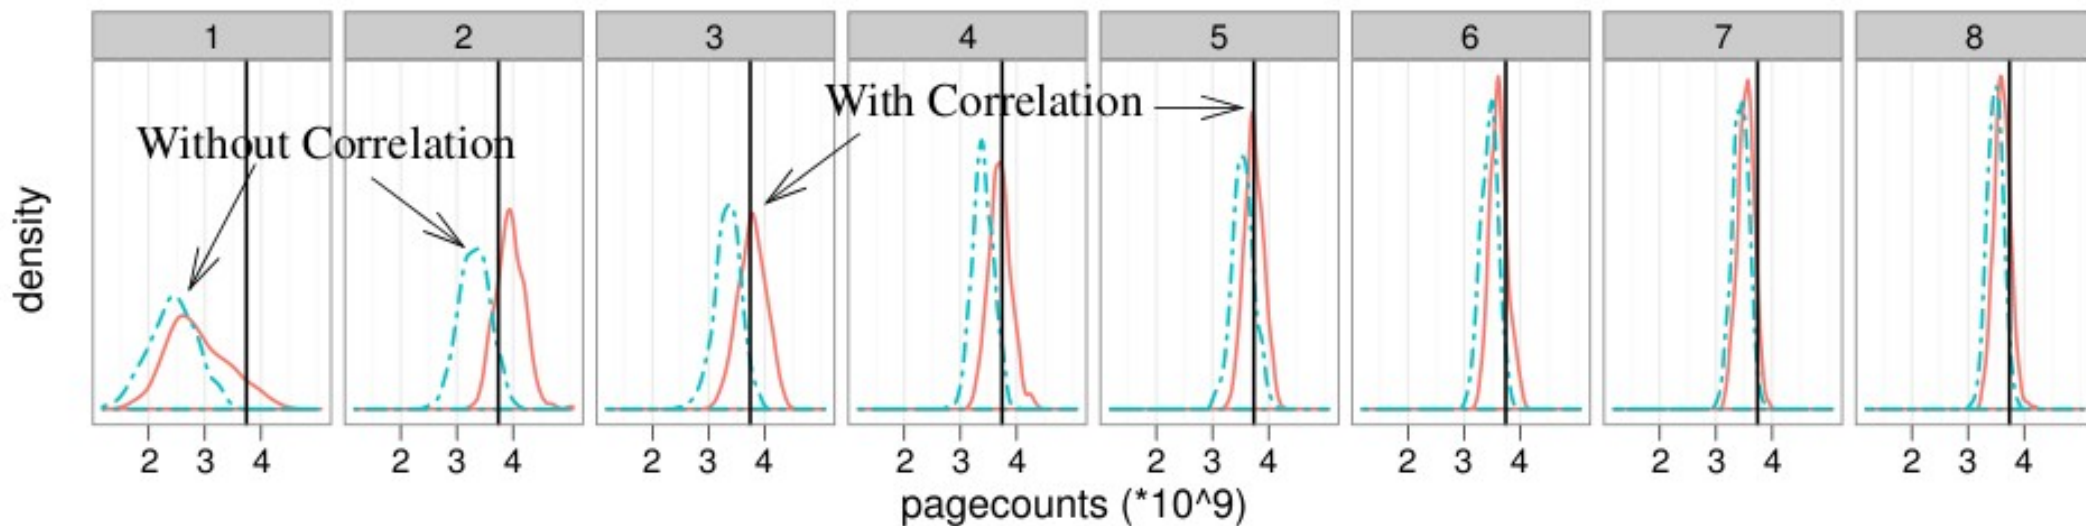 1 2 3 4 5 6 7 8
With Correlation
Without Correlation
density
2 3 4 2 3 4 2 3 4 2 3 4 2 3 4 2 3 4 2 3 4 2 3 4
pagecounts (*10^9)